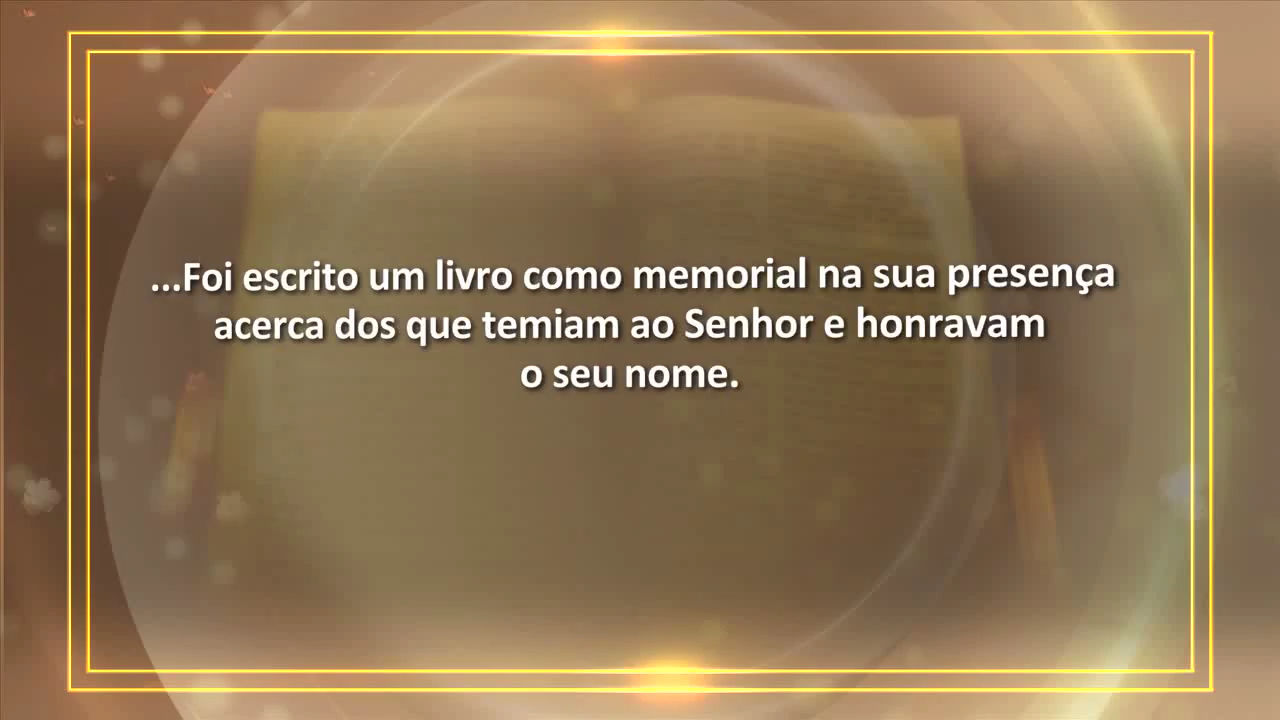 ...Foi escrito um livro como memorial na sua presença
acerca dos que temiam ao Senhor e honravam
o seu nome.